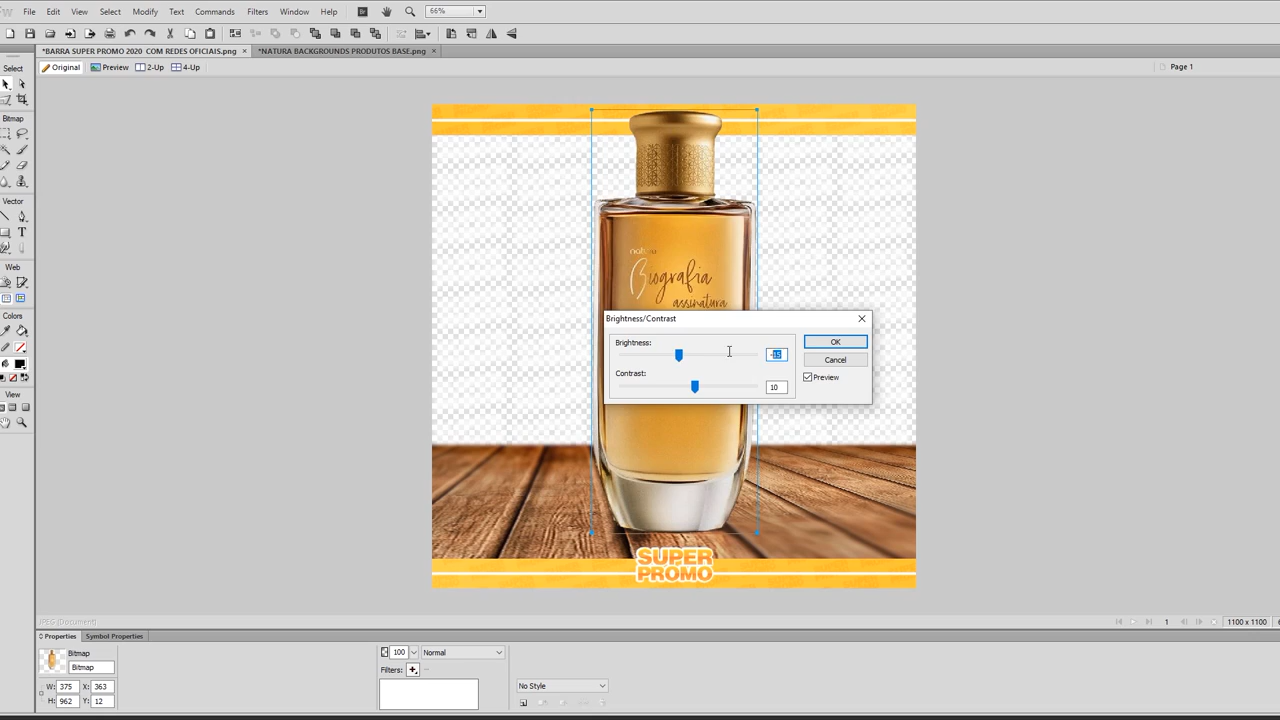 File Edit View Select Modify Text Commands Filters Window Help Br 66%
*BARRA SUPER PROMO 2020 COM REDES OFICIAIS.png × *NATURA BACKGROUNDS PRODUTOS BASE.png ×
Original Preview 2-Up 4-Up Page 1
Select
Bitmap
Vector
Web
Colors
View
natura
Biografia
assinatura
Brightness/Contrast
Brightness: -15
Contrast: 10
OK
Cancel
Preview
SUPER
PROMO
JPEG (Document) 1 1100 x 1100
Properties Symbol Properties
Bitmap
Bitmap
W: 375 X: 363
H: 962 Y: 12
100 Normal
Filters:
No Style